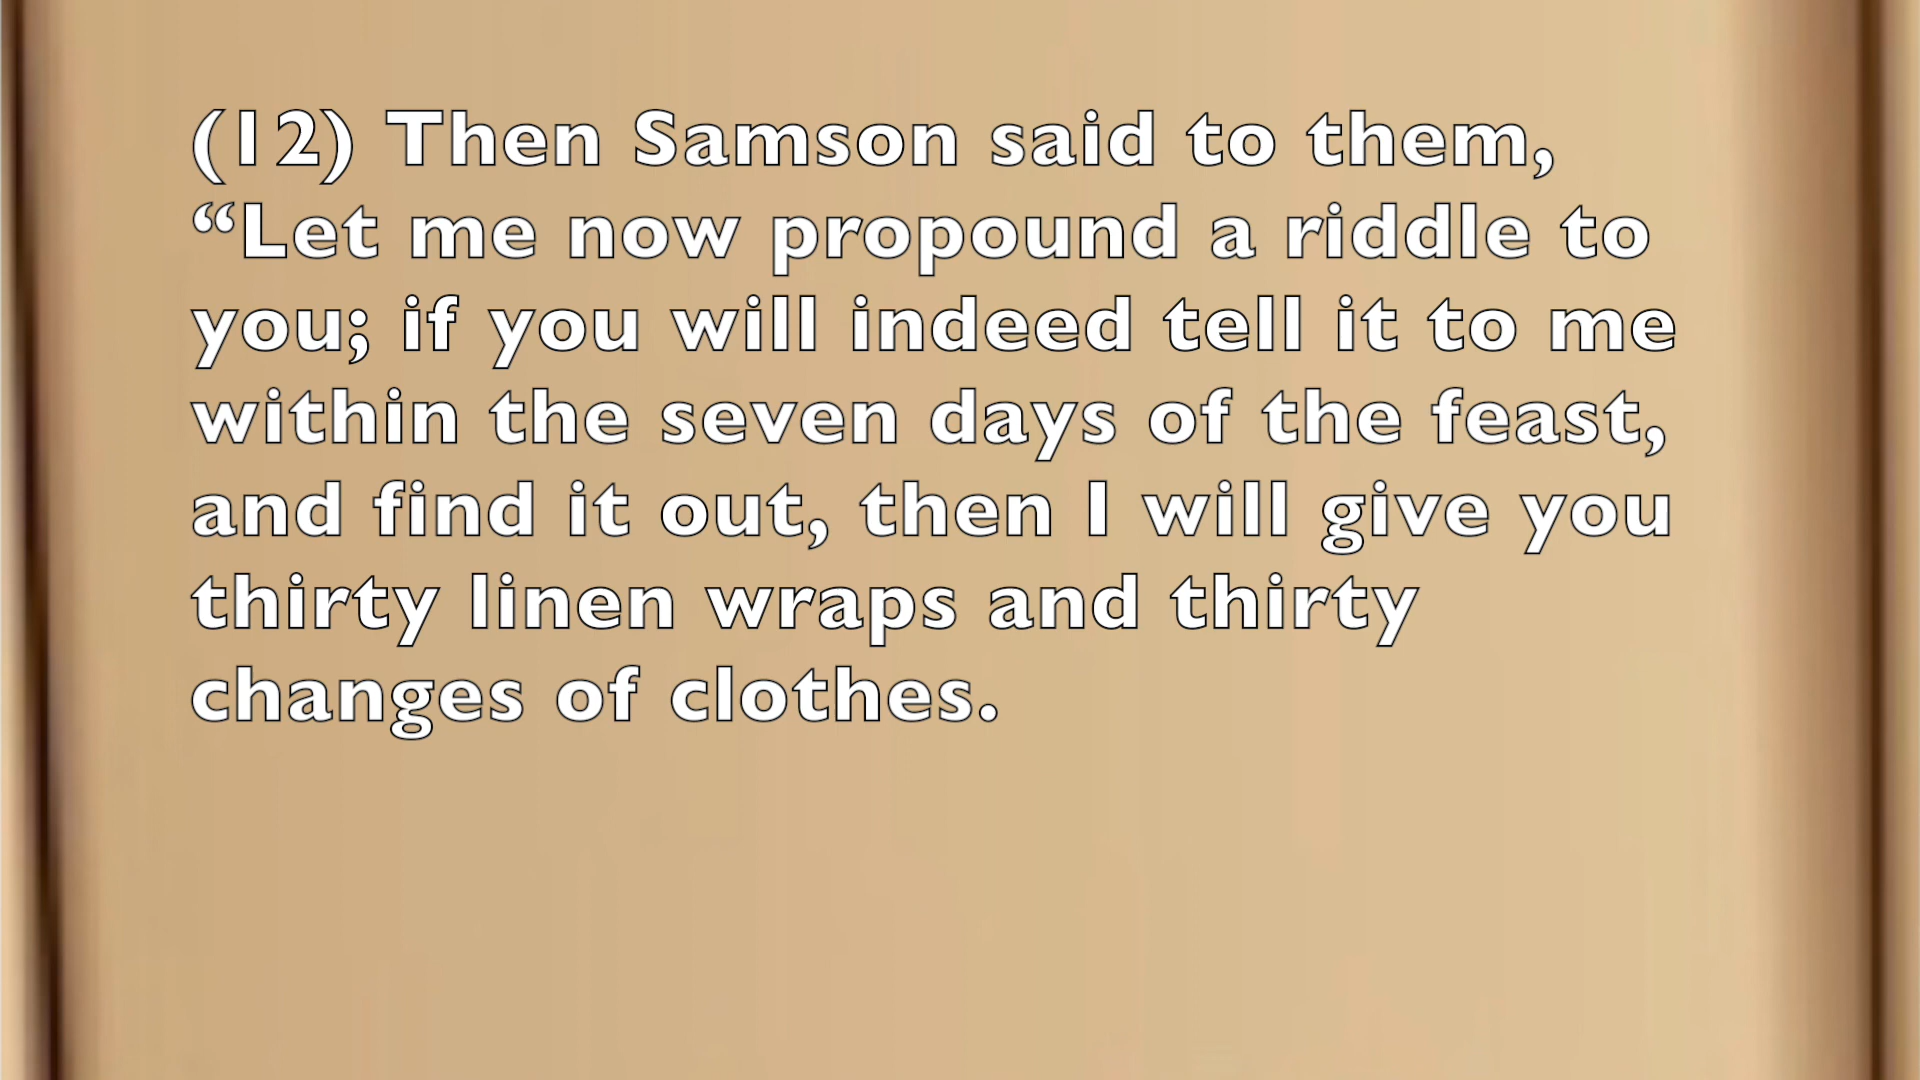 (12) Then Samson said to them,
“Let me now propound a riddle to
you; if you will indeed tell it to me
within the seven days of the feast,
and find it out, then I will give you
thirty linen wraps and thirty
changes of clothes.